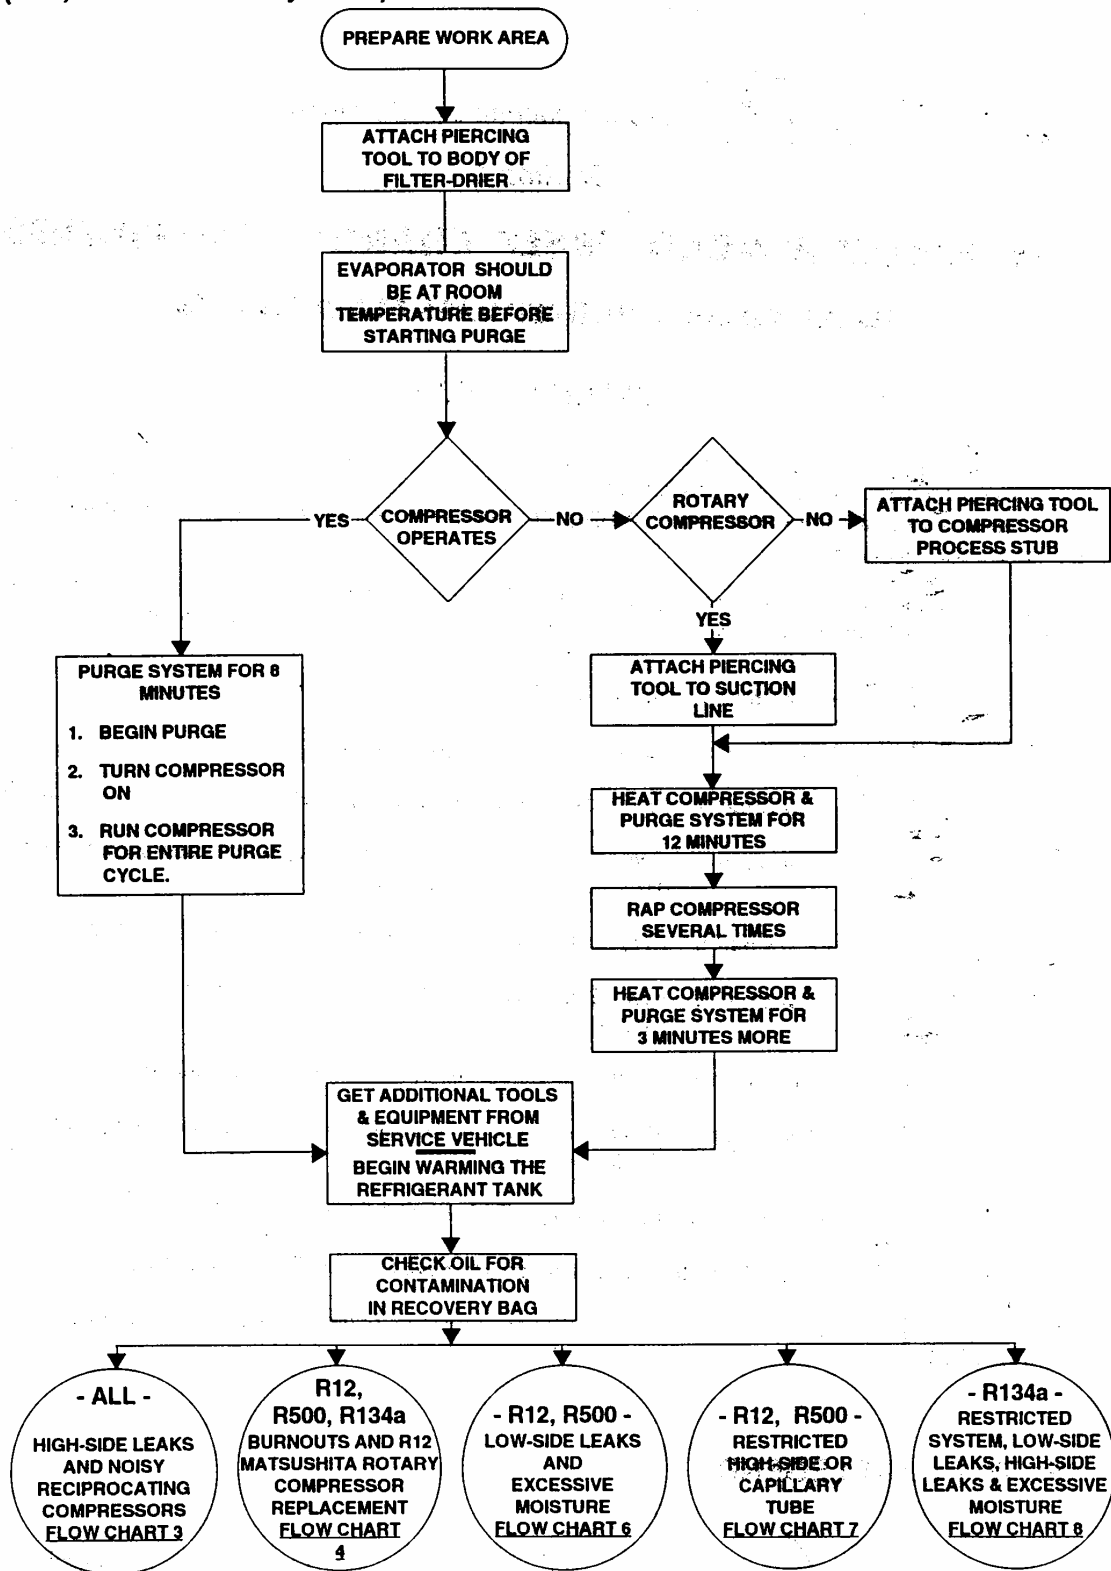 PREPARE WORK AREA
ATTACH PIERCING
TOOL TO BODY OF
FILTER-DRIER
EVAPORATOR SHOULD
BE AT ROOM
TEMPERATURE BEFORE
STARTING PURGE
YES
COMPRESSOR
OPERATES
NO
ROTARY
COMPRESSOR
NO
ATTACH PIERCING TOOL
TO COMPRESSOR
PROCESS STUB
YES
PURGE SYSTEM FOR 8
MINUTES
1. BEGIN PURGE
2. TURN COMPRESSOR
ON
3. RUN COMPRESSOR
FOR ENTIRE PURGE
CYCLE.
ATTACH PIERCING
TOOL TO SUCTION
LINE
HEAT COMPRESSOR &
PURGE SYSTEM FOR
12 MINUTES
RAP COMPRESSOR
SEVERAL TIMES
HEAT COMPRESSOR &
PURGE SYSTEM FOR
3 MINUTES MORE
GET ADDITIONAL TOOLS
& EQUIPMENT FROM
SERVICE VEHICLE
BEGIN WARMING THE
REFRIGERANT TANK
CHECK OIL FOR
CONTAMINATION
IN RECOVERY BAG
- ALL -
HIGH-SIDE LEAKS
AND NOISY
RECIPROCATING
COMPRESSORS
FLOW CHART 3
R12,
R500, R134a
BURNOUTS AND R12
MATSUSHITA ROTARY
COMPRESSOR
REPLACEMENT
FLOW CHART
4
- R12, R500 -
LOW-SIDE LEAKS
AND
EXCESSIVE
MOISTURE
FLOW CHART 6
- R12, R500 -
RESTRICTED
HIGH-SIDE OR
CAPILLARY
TUBE
FLOW CHART 7
- R134a -
RESTRICTED
SYSTEM, LOW-SIDE
LEAKS, HIGH-SIDE
LEAKS & EXCESSIVE
MOISTURE
FLOW CHART 8